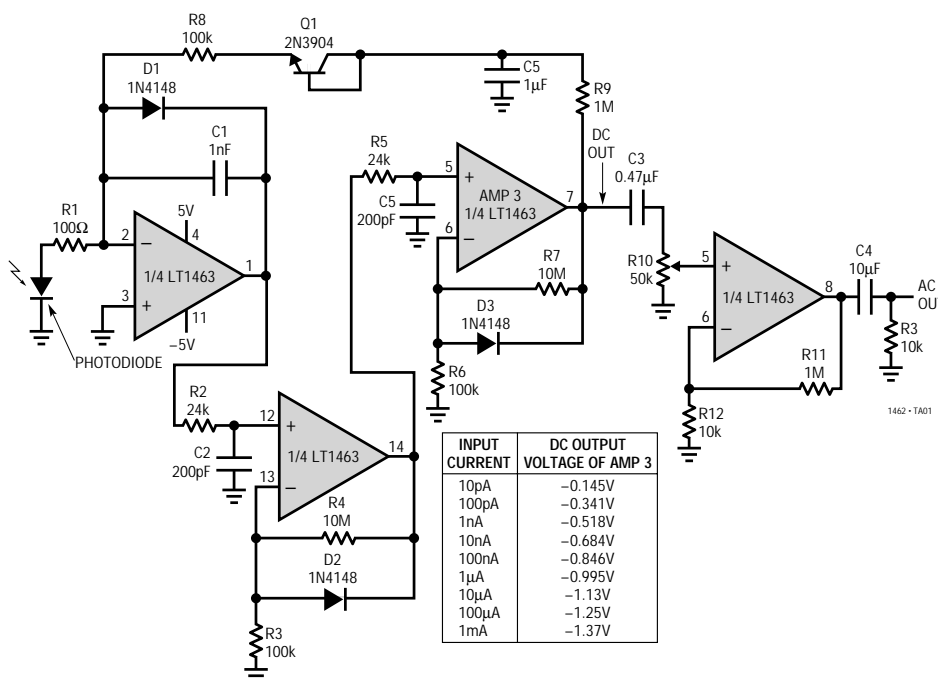 R8
100k
Q1
2N3904
D1
1N4148
C5
1µF
R9
1M
C1
1nF
R5
24k
DC
OUT
C3
0.47µF
5
+
AMP 3
1/4 LT1463
7
C5
200pF
6
–
R1
100Ω
5V
4
2
–
1/4 LT1463
1
3
+
11
–5V
PHOTODIODE
R7
10M
D3
1N4148
R6
100k
R10
50k
5
+
1/4 LT1463
8
6
–
C4
10µF
AC
OU
R3
10k
R11
1M
R12
10k
1462 • TA01
R2
24k
12
+
1/4 LT1463
14
C2
200pF
13
–
R4
10M
D2
1N4148
R3
100k
INPUT CURRENT
DC OUTPUT VOLTAGE OF AMP 3
10pA –0.145V
100pA –0.341V
1nA –0.518V
10nA –0.684V
100nA –0.846V
1µA –0.995V
10µA –1.13V
100µA –1.25V
1mA –1.37V